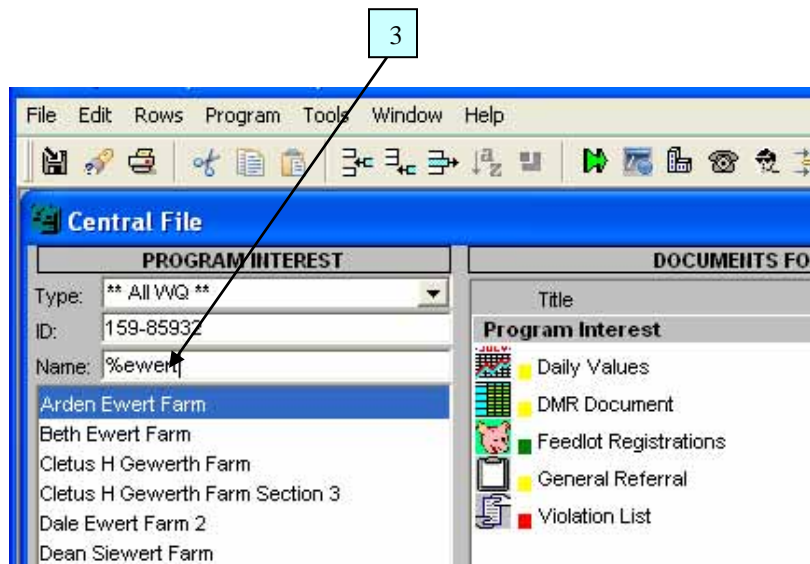 3
File Edit Rows Program Tools Window Help
Central File
PROGRAM INTEREST
Type: ** All WQ **
ID: 159-85932
Name: %ewert
Arden Ewert Farm
Beth Ewert Farm
Cletus H Gewerth Farm
Cletus H Gewerth Farm Section 3
Dale Ewert Farm 2
Dean Siewert Farm
DOCUMENTS FO
Title
Program Interest
Daily Values
DMR Document
Feedlot Registrations
General Referral
Violation List